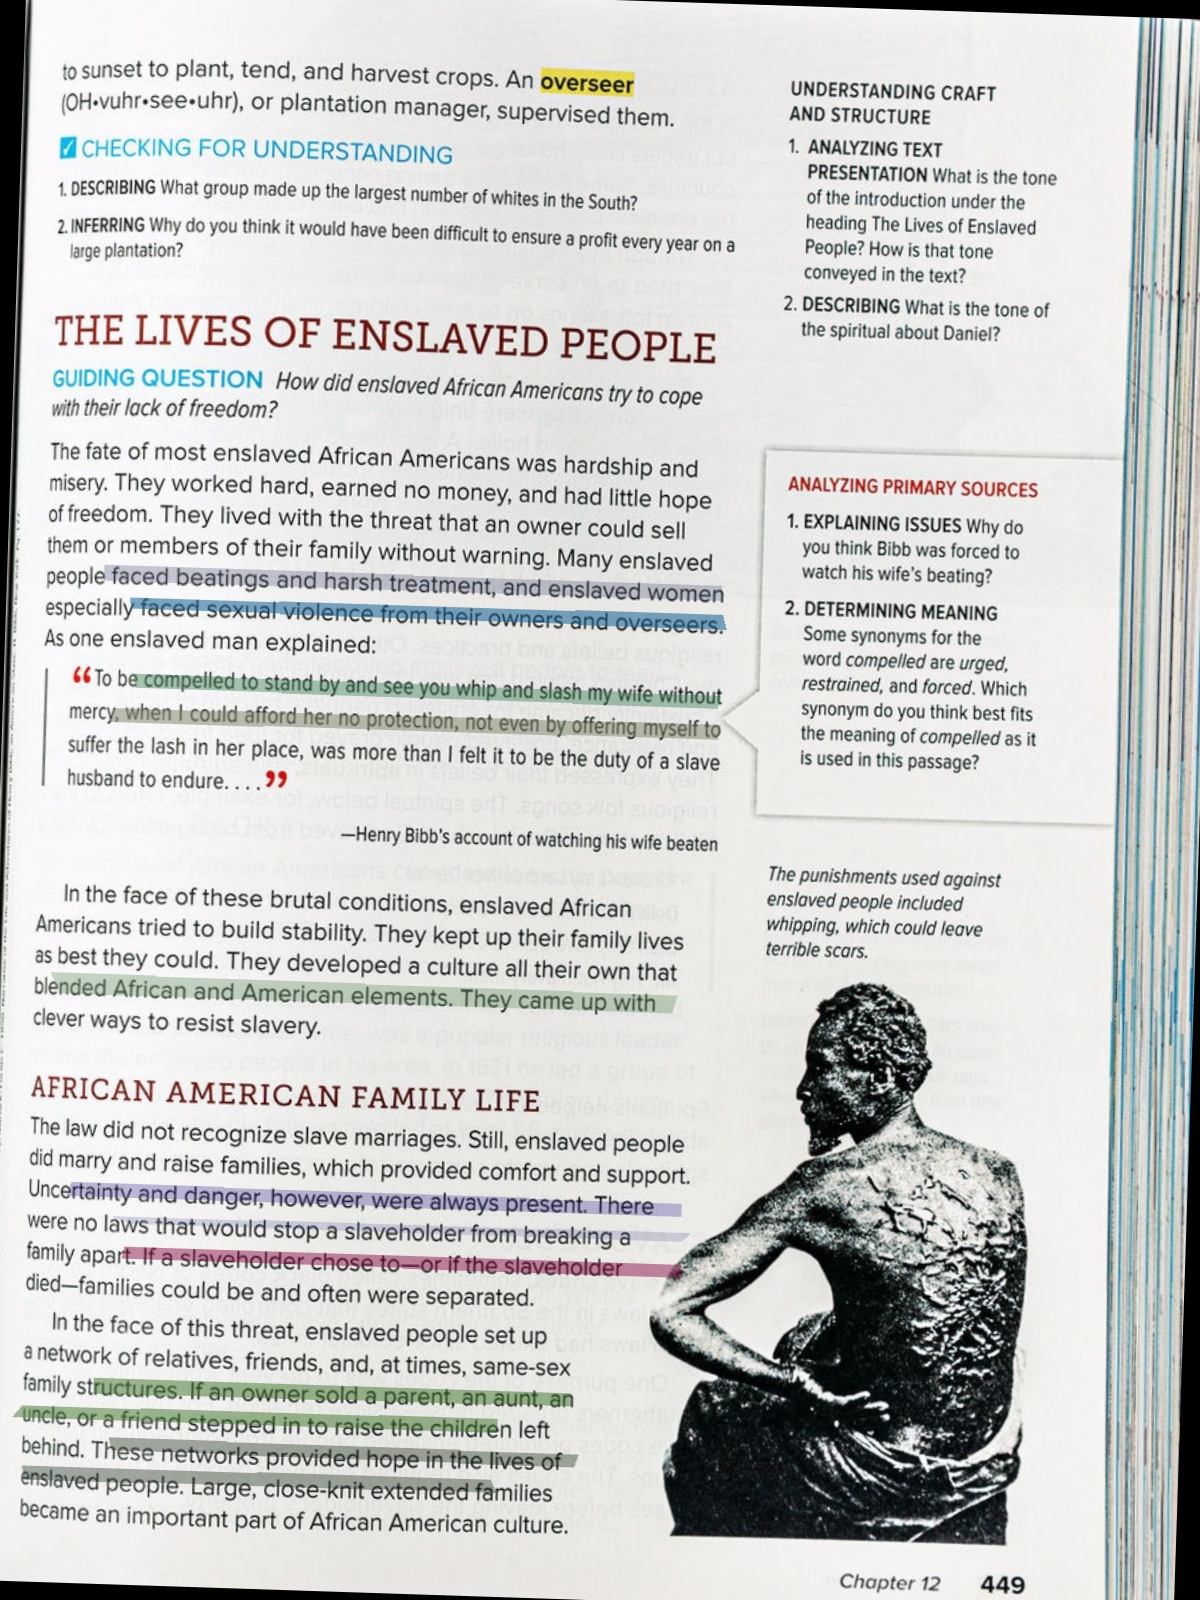 to sunset to plant, tend, and harvest crops. An overseer
(OH•vuhr•see•uhr), or plantation manager, supervised them.
CHECKING FOR UNDERSTANDING
1. DESCRIBING What group made up the largest number of whites in the South?
2. INFERRING Why do you think it would have been difficult to ensure a profit every year on a
large plantation?
THE LIVES OF ENSLAVED PEOPLE
GUIDING QUESTION How did enslaved African Americans try to cope
with their lack of freedom?
The fate of most enslaved African Americans was hardship and
misery. They worked hard, earned no money, and had little hope
of freedom. They lived with the threat that an owner could sell
them or members of their family without warning. Many enslaved
people faced beatings and harsh treatment, and enslaved women
especially faced sexual violence from their owners and overseers.
As one enslaved man explained:
“To be compelled to stand by and see you whip and slash my wife without
mercy, when I could afford her no protection, not even by offering myself to
suffer the lash in her place, was more than I felt it to be the duty of a slave
husband to endure. . . . ”
—Henry Bibb's account of watching his wife beaten
In the face of these brutal conditions, enslaved African
Americans tried to build stability. They kept up their family lives
as best they could. They developed a culture all their own that
blended African and American elements. They came up with
clever ways to resist slavery.
AFRICAN AMERICAN FAMILY LIFE
The law did not recognize slave marriages. Still, enslaved people
did marry and raise families, which provided comfort and support.
Uncertainty and danger, however, were always present. There
were no laws that would stop a slaveholder from breaking a
family apart. If a slaveholder chose to—or if the slaveholder
died—families could be and often were separated.
In the face of this threat, enslaved people set up
a network of relatives, friends, and, at times, same-sex
family structures. If an owner sold a parent, an aunt, an
uncle, or a friend stepped in to raise the children left
behind. These networks provided hope in the lives of
enslaved people. Large, close-knit extended families
became an important part of African American culture.
UNDERSTANDING CRAFT
AND STRUCTURE
1. ANALYZING TEXT
PRESENTATION What is the tone
of the introduction under the
heading The Lives of Enslaved
People? How is that tone
conveyed in the text?
2. DESCRIBING What is the tone of
the spiritual about Daniel?
ANALYZING PRIMARY SOURCES
1. EXPLAINING ISSUES Why do
you think Bibb was forced to
watch his wife's beating?
2. DETERMINING MEANING
Some synonyms for the
word compelled are urged,
restrained, and forced. Which
synonym do you think best fits
the meaning of compelled as it
is used in this passage?
The punishments used against
enslaved people included
whipping, which could leave
terrible scars.
Chapter 12 449